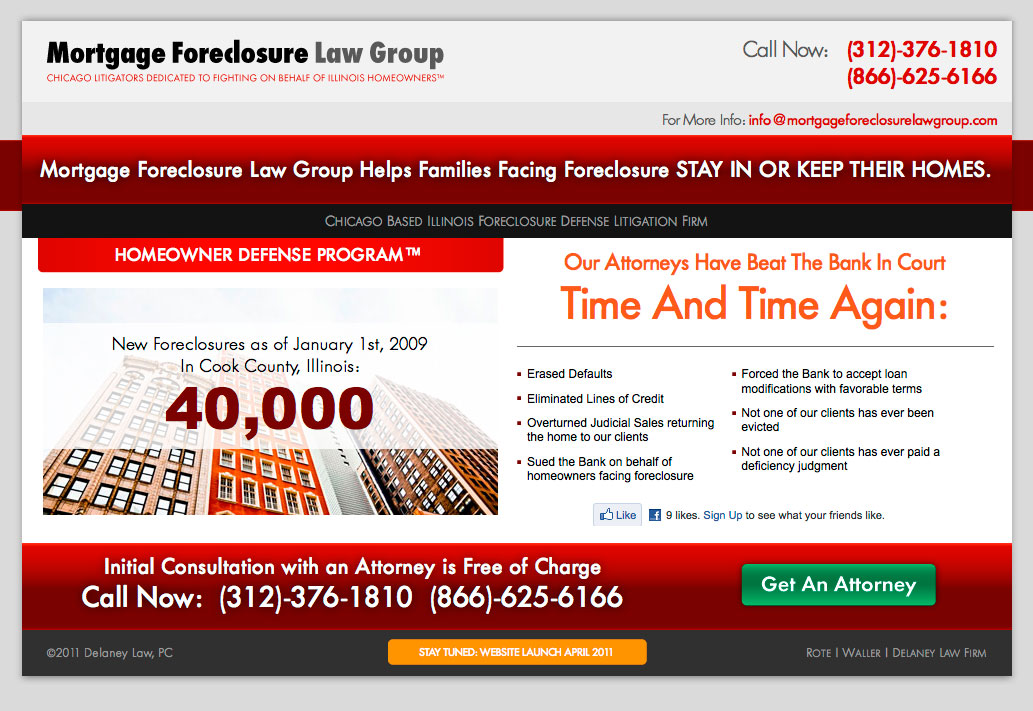 Mortgage Foreclosure Law Group
CHICAGO LITIGATORS DEDICATED TO FIGHTING ON BEHALF OF ILLINOIS HOMEOWNERS™
Call Now: (312)-376-1810
(866)-625-6166
For More Info: info@mortgageforeclosurelawgroup.com
Mortgage Foreclosure Law Group Helps Families Facing Foreclosure STAY IN OR KEEP THEIR HOMES.
CHICAGO BASED ILLINOIS FORECLOSURE DEFENSE LITIGATION FIRM
HOMEOWNER DEFENSE PROGRAM™
New Foreclosures as of January 1st, 2009
In Cook County, Illinois:
40,000
Our Attorneys Have Beat The Bank In Court
Time And Time Again:
Erased Defaults
Eliminated Lines of Credit
Overturned Judicial Sales returning
the home to our clients
Sued the Bank on behalf of
homeowners facing foreclosure
Forced the Bank to accept loan
modifications with favorable terms
Not one of our clients has ever been
evicted
Not one of our clients has ever paid a
deficiency judgment
Like 9 likes. Sign Up to see what your friends like.
Initial Consultation with an Attorney is Free of Charge
Call Now: (312)-376-1810 (866)-625-6166
Get An Attorney
©2011 Delaney Law, PC
STAY TUNED: WEBSITE LAUNCH APRIL 2011
ROTE | WALLER | DELANEY LAW FIRM